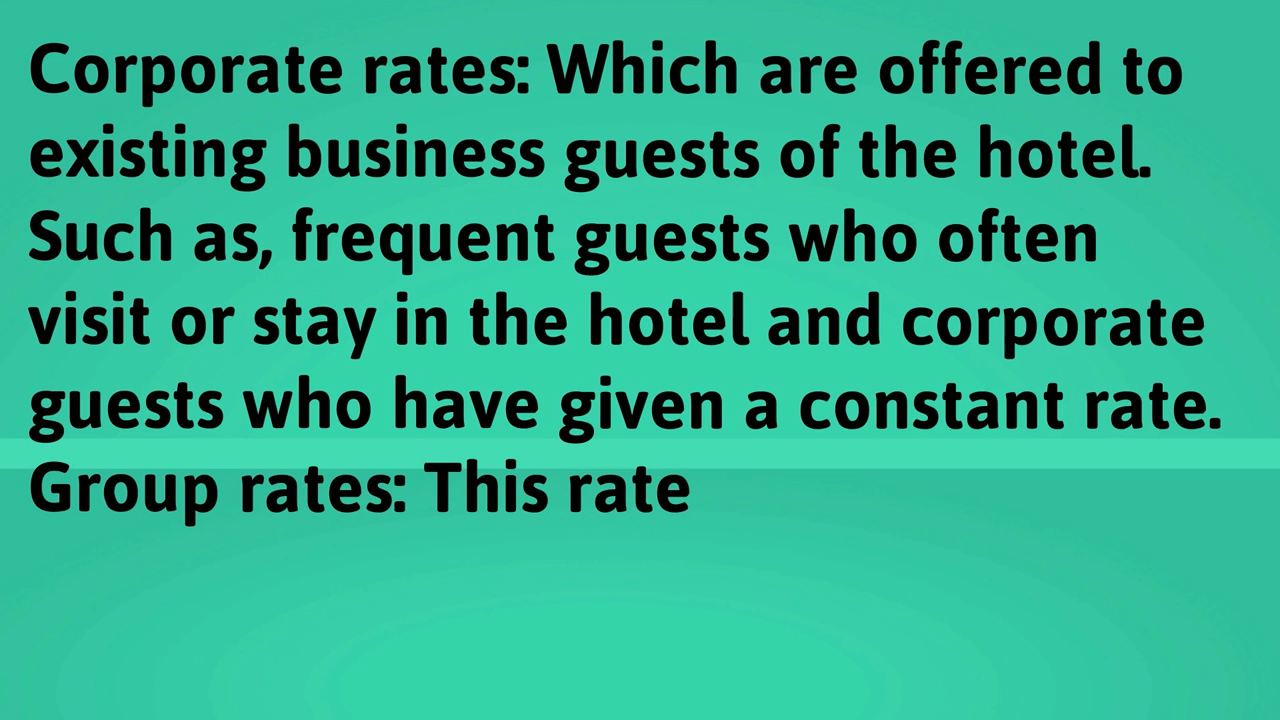 Corporate rates: Which are offered to
existing business guests of the hotel.
Such as, frequent guests who often
visit or stay in the hotel and corporate
guests who have given a constant rate.
Group rates: This rate